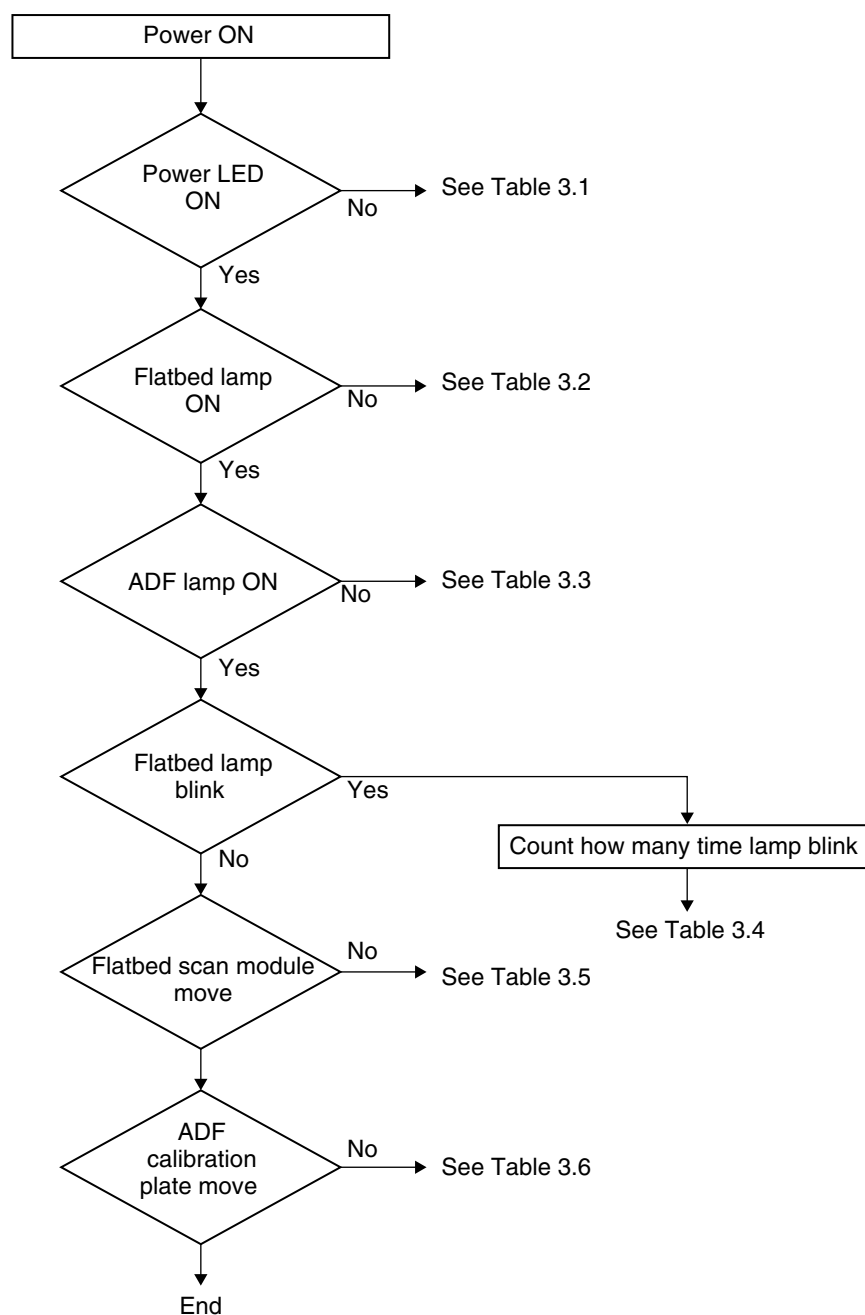 Power ON
Power LED
ON
No
See Table 3.1
Yes
Flatbed lamp
ON
No
See Table 3.2
Yes
ADF lamp ON
No
See Table 3.3
Yes
Flatbed lamp
blink
Yes
Count how many time lamp blink
See Table 3.4
No
Flatbed scan module
move
No
See Table 3.5
ADF
calibration
plate move
No
See Table 3.6
End